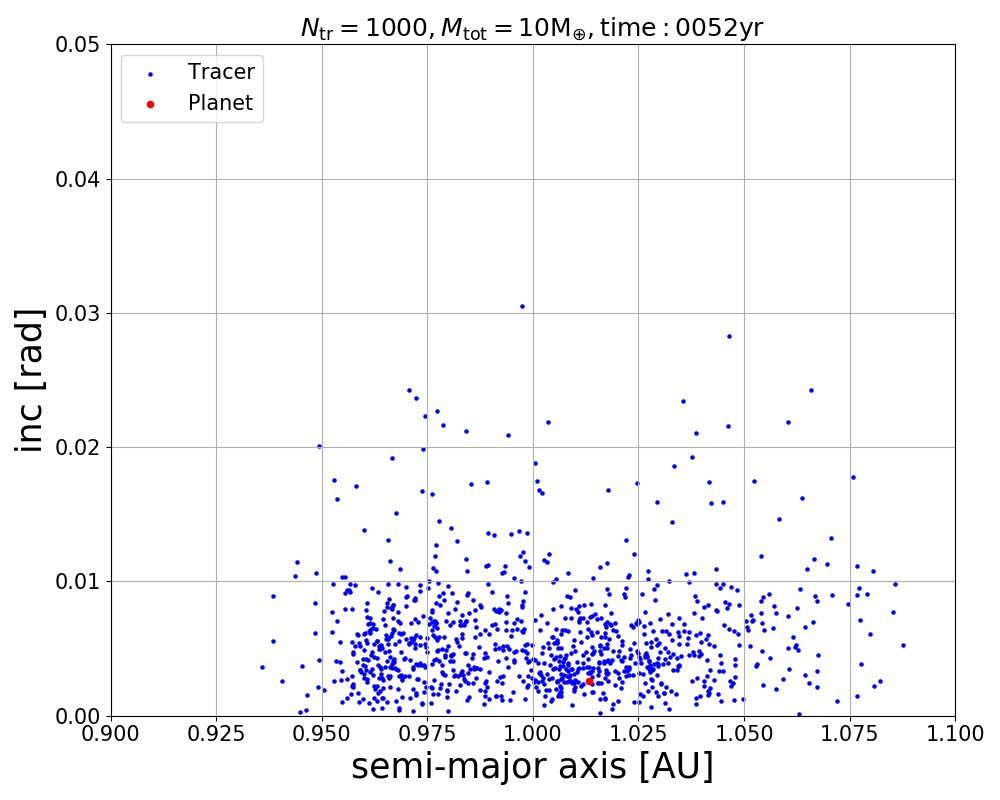 N_tr = 1000, M_tot = 10M_⊕, time : 0052yr
Tracer
Planet
inc [rad]
0.05
0.04
0.03
0.02
0.01
0.00
0.900 0.925 0.950 0.975 1.000 1.025 1.050 1.075 1.100
semi-major axis [AU]